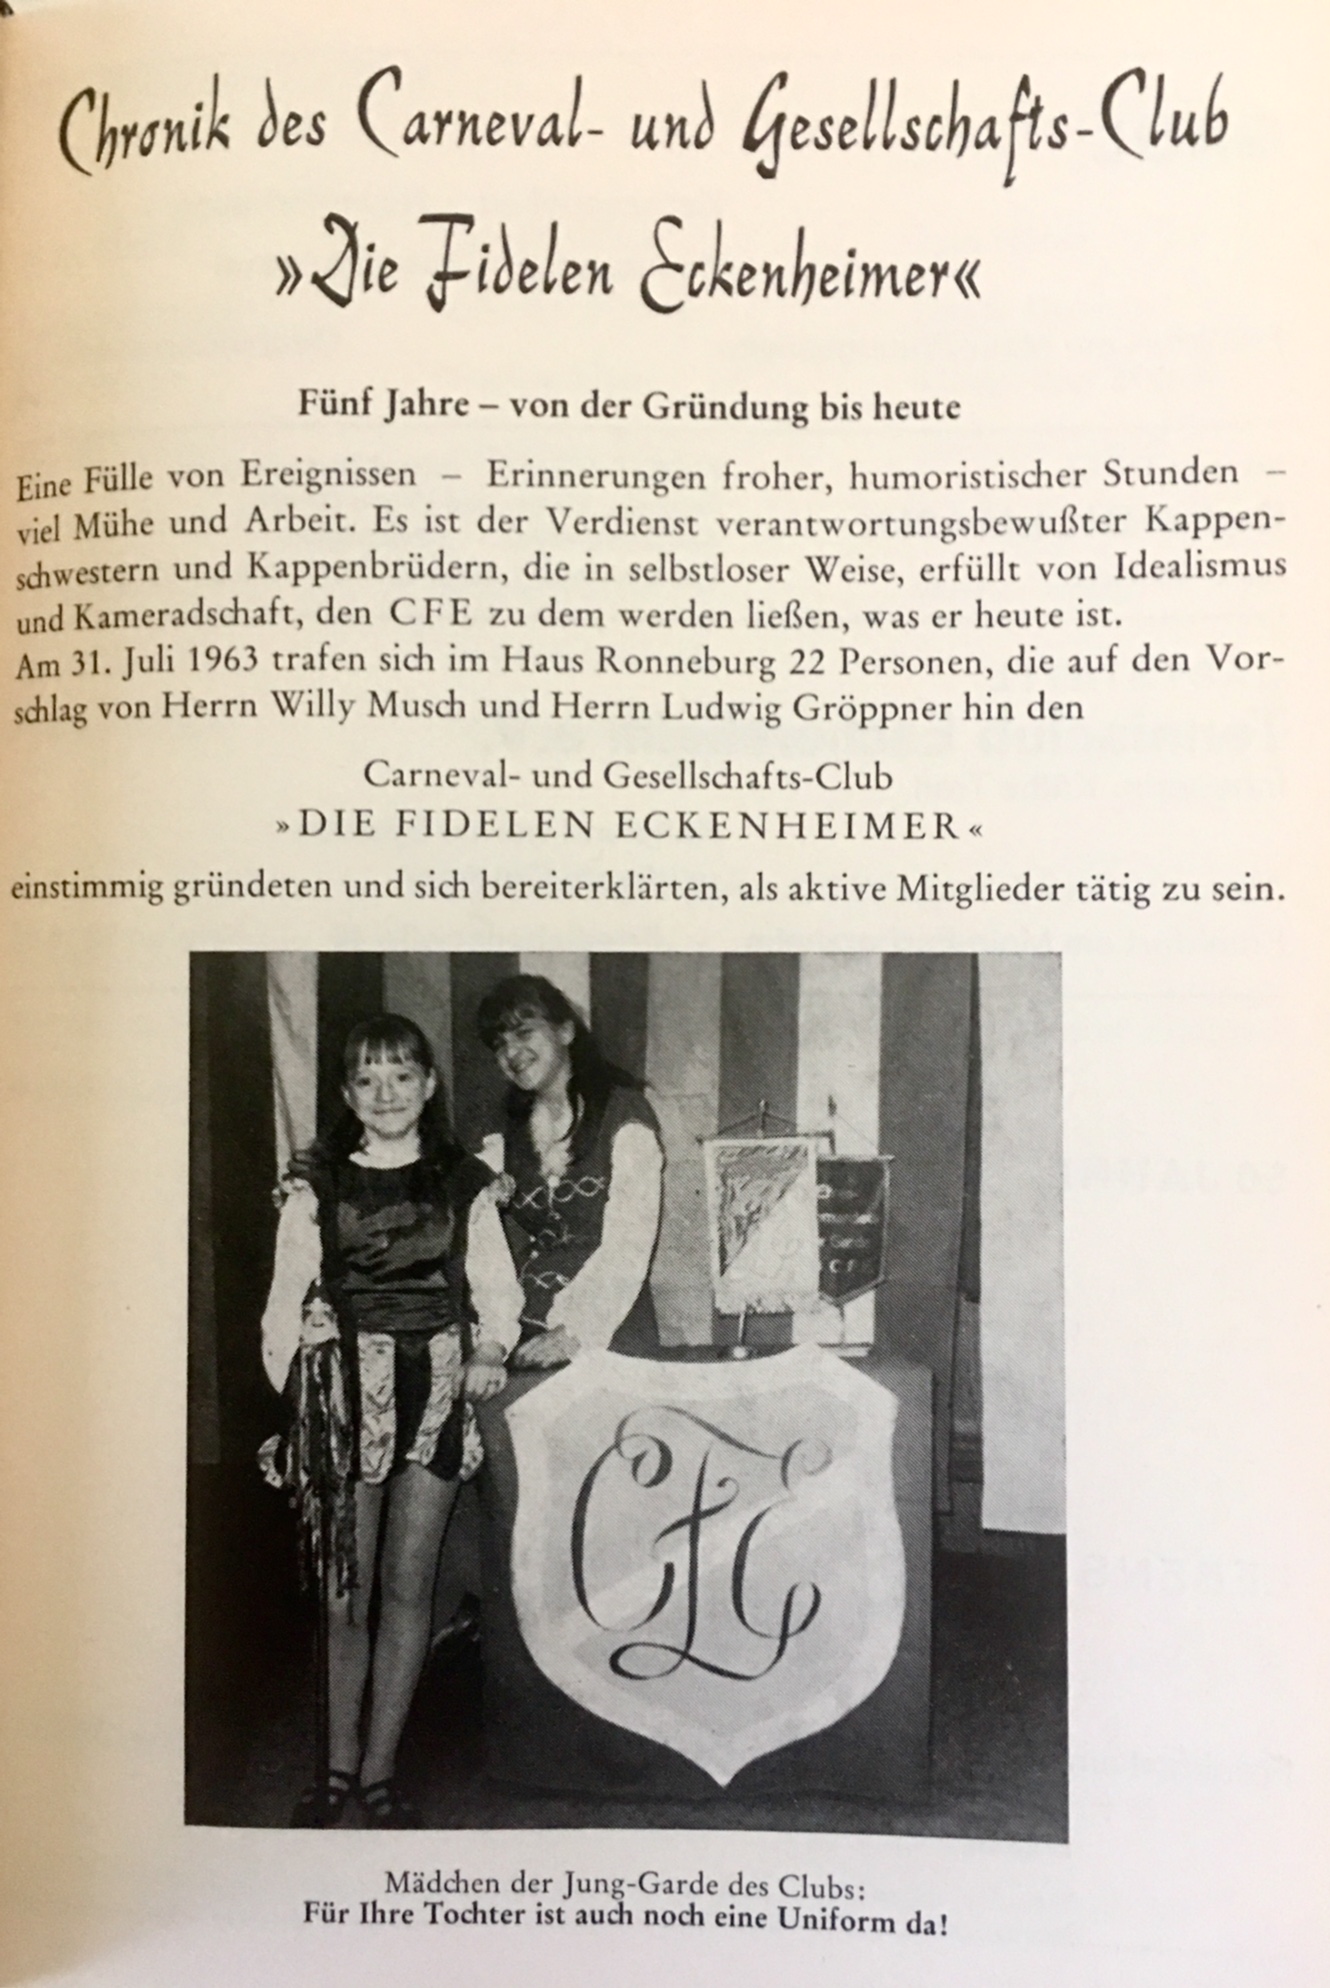 Chronik des Carneval- und Gesellschafts-Club
»Die Fidelen Eckenheimer«
Fünf Jahre – von der Gründung bis heute
Eine Fülle von Ereignissen – Erinnerungen froher, humoristischer Stunden –
viel Mühe und Arbeit. Es ist der Verdienst verantwortungsbewußter Kappen-
schwestern und Kappenbrüdern, die in selbstloser Weise, erfüllt von Idealismus
und Kameradschaft, den CFE zu dem werden ließen, was er heute ist.
Am 31. Juli 1963 trafen sich im Haus Ronneburg 22 Personen, die auf den Vor-
schlag von Herrn Willy Musch und Herrn Ludwig Gröppner hin den
Carneval- und Gesellschafts-Club
»DIE FIDELEN ECKENHEIMER«
einstimmig gründeten und sich bereiterklärten, als aktive Mitglieder tätig zu sein.
CFE
Mädchen der Jung-Garde des Clubs:
Für Ihre Tochter ist auch noch eine Uniform da!